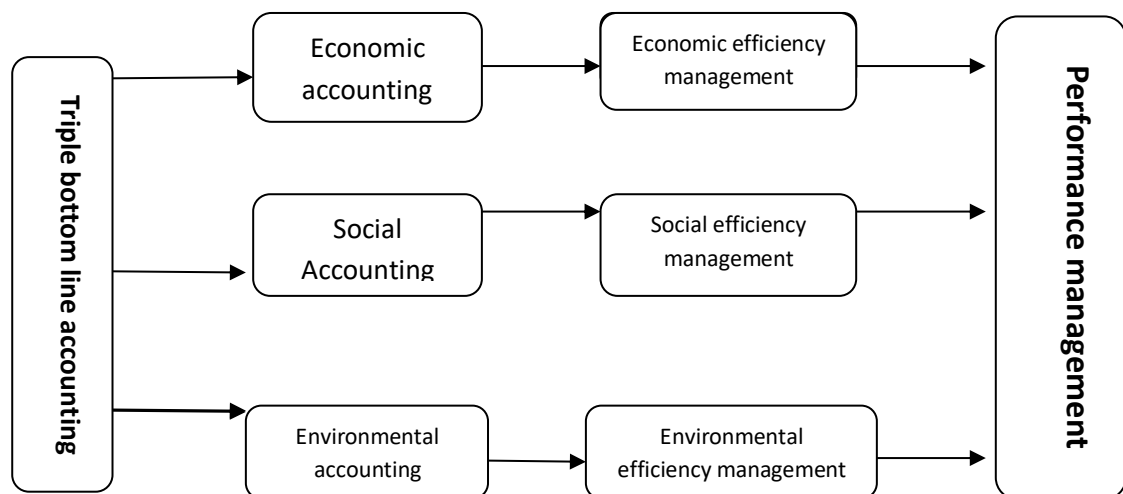 Triple bottom line accounting
Economic
accounting
Economic efficiency
management
Social
Accounting
Social efficiency
management
Environmental
accounting
Environmental
efficiency management
Performance management